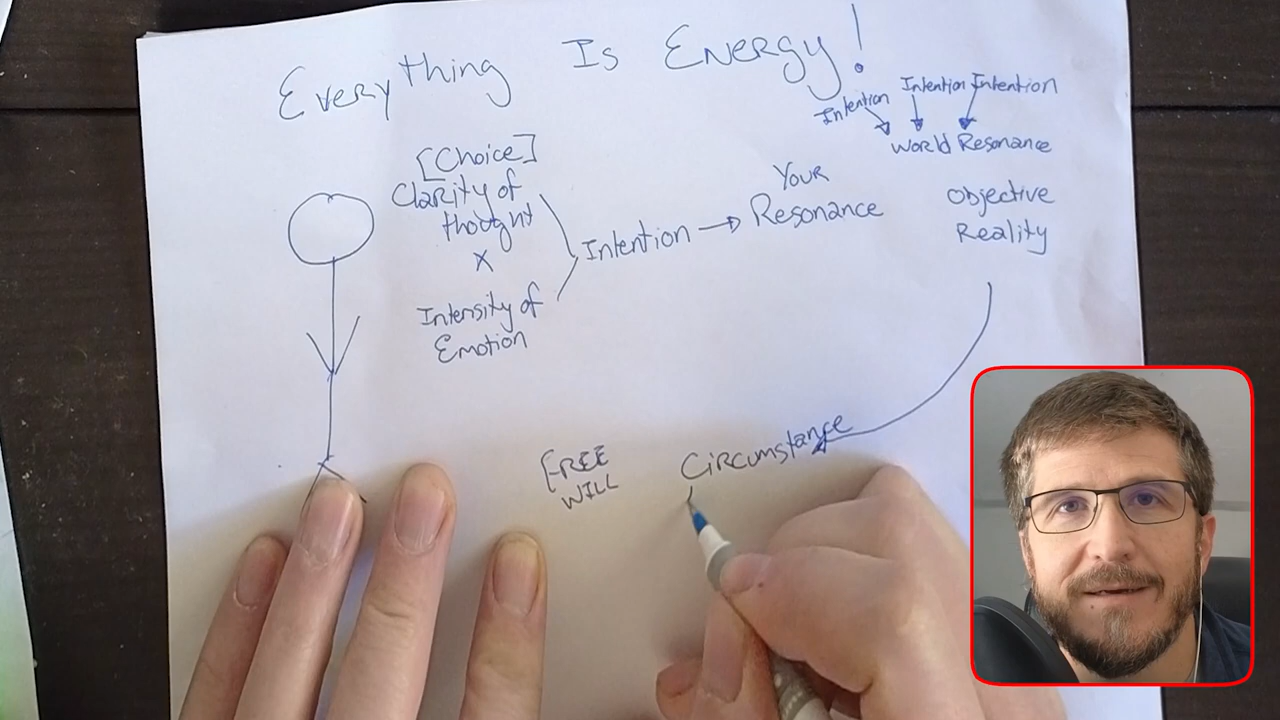 Everything Is Energy!
Intention Intention Intention
World Resonance
[Choice]
Clarity of
thought
x
Intensity of
Emotion
Intention → Your
Resonance
Objective
Reality
[FREE
WILL
Circumstance